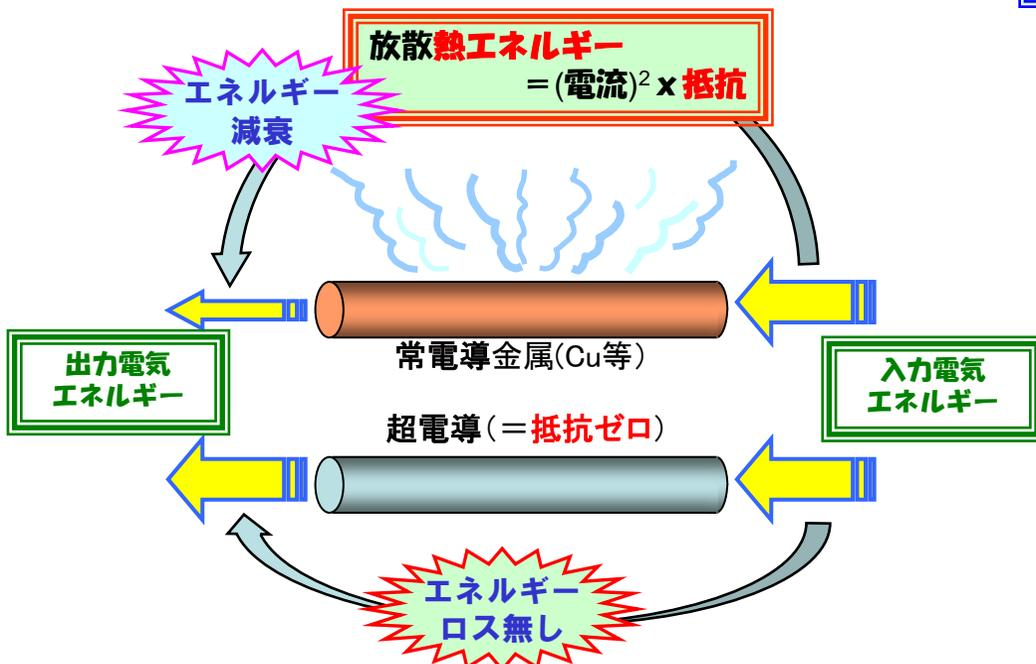 放散熱エネルギー
＝(電流)² x 抵抗
エネルギー
減衰
常電導金属(Cu等)
出力電気
エネルギー
入力電気
エネルギー
超電導(＝抵抗ゼロ)
エネルギー
ロス無し